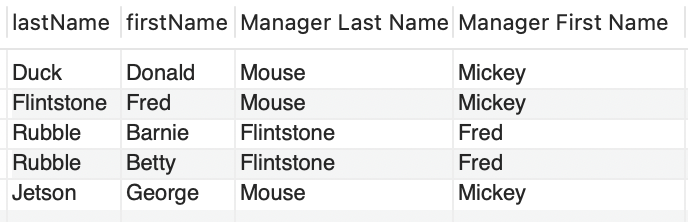 lastName firstName Manager Last Name Manager First Name
Duck Donald Mouse Mickey
Flintstone Fred Mouse Mickey
Rubble Barnie Flintstone Fred
Rubble Betty Flintstone Fred
Jetson George Mouse Mickey